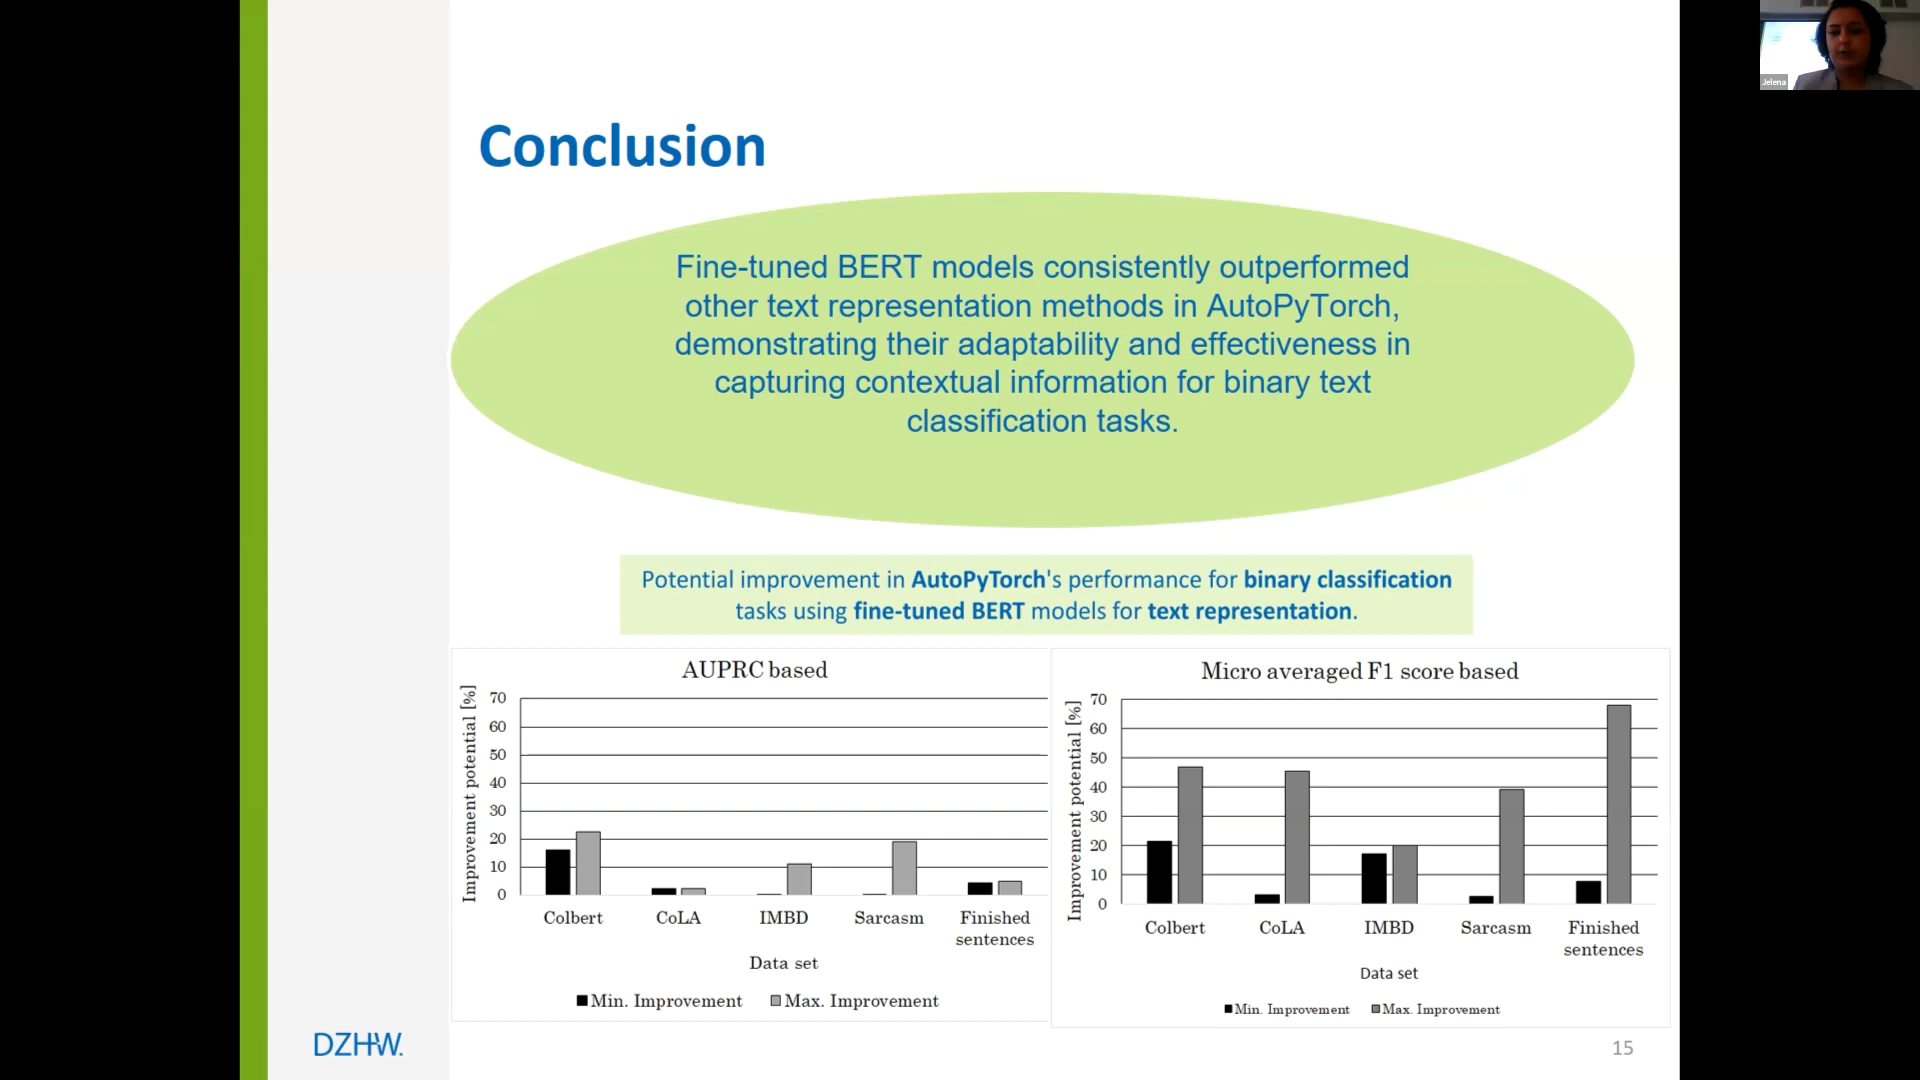 Jelena
Conclusion
Fine-tuned BERT models consistently outperformed
other text representation methods in AutoPyTorch,
demonstrating their adaptability and effectiveness in
capturing contextual information for binary text
classification tasks.
Potential improvement in AutoPyTorch's performance for binary classification
tasks using fine-tuned BERT models for text representation.
AUPRC based
Improvement potential [%]
70
60
50
40
30
20
10
0
Colbert CoLA IMBD Sarcasm Finished
sentences
Data set
Min. Improvement Max. Improvement
Micro averaged F1 score based
Improvement potential [%]
70
60
50
40
30
20
10
0
Colbert CoLA IMBD Sarcasm Finished
sentences
Data set
Min. Improvement Max. Improvement
DZHW.
15